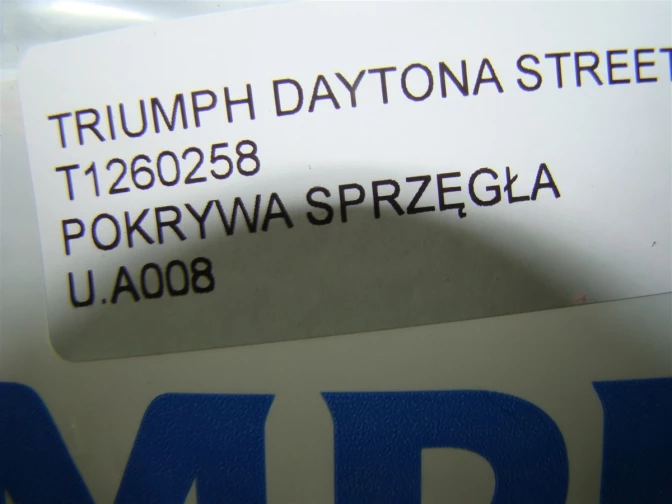 TRIUMPH DAYTONA STREET
T1260258
POKRYWA SPRZĘGŁA
U.A008